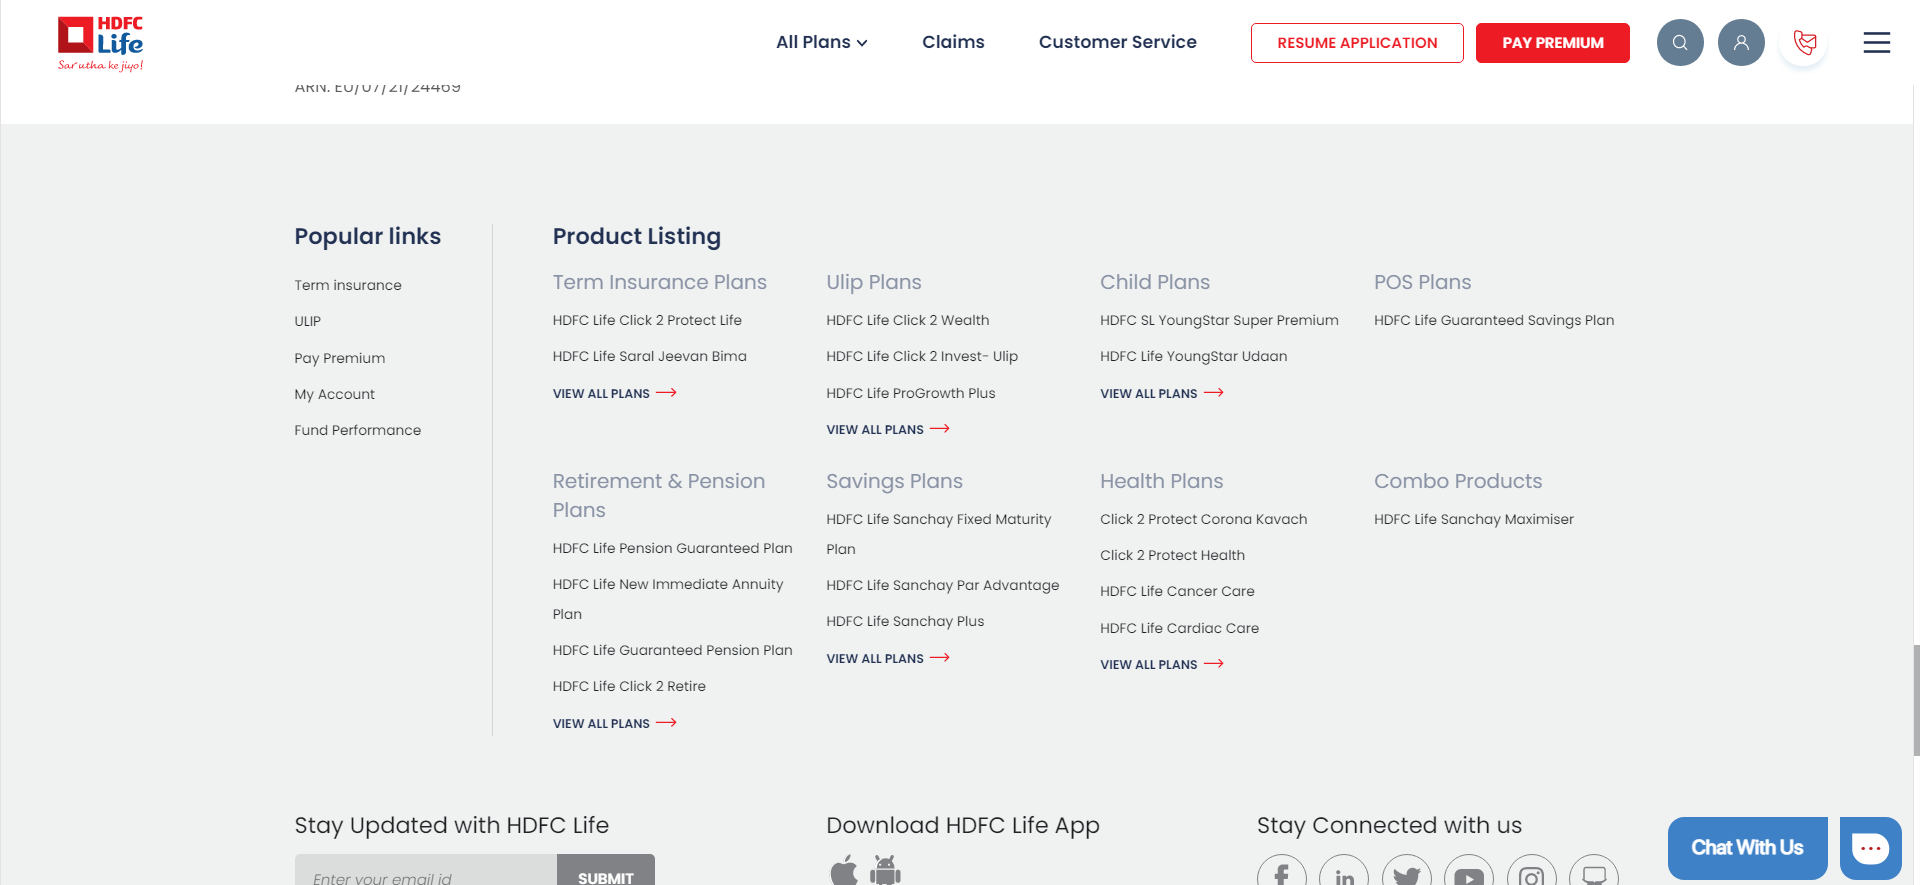 HDFC
Life
Sar utha ke jiyo!
All Plans
Claims
Customer Service
RESUME APPLICATION
PAY PREMIUM
ARN: EU/07/21/24469
Popular links
Term insurance
ULIP
Pay Premium
My Account
Fund Performance
Product Listing
Term Insurance Plans
HDFC Life Click 2 Protect Life
HDFC Life Saral Jeevan Bima
VIEW ALL PLANS
Ulip Plans
HDFC Life Click 2 Wealth
HDFC Life Click 2 Invest- Ulip
HDFC Life ProGrowth Plus
VIEW ALL PLANS
Child Plans
HDFC SL YoungStar Super Premium
HDFC Life YoungStar Udaan
VIEW ALL PLANS
POS Plans
HDFC Life Guaranteed Savings Plan
Retirement & Pension
Plans
HDFC Life Pension Guaranteed Plan
HDFC Life New Immediate Annuity
Plan
HDFC Life Guaranteed Pension Plan
HDFC Life Click 2 Retire
VIEW ALL PLANS
Savings Plans
HDFC Life Sanchay Fixed Maturity
Plan
HDFC Life Sanchay Par Advantage
HDFC Life Sanchay Plus
VIEW ALL PLANS
Health Plans
Click 2 Protect Corona Kavach
Click 2 Protect Health
HDFC Life Cancer Care
HDFC Life Cardiac Care
VIEW ALL PLANS
Combo Products
HDFC Life Sanchay Maximiser
Stay Updated with HDFC Life
Enter your email id
SUBMIT
Download HDFC Life App
Stay Connected with us
Chat With Us